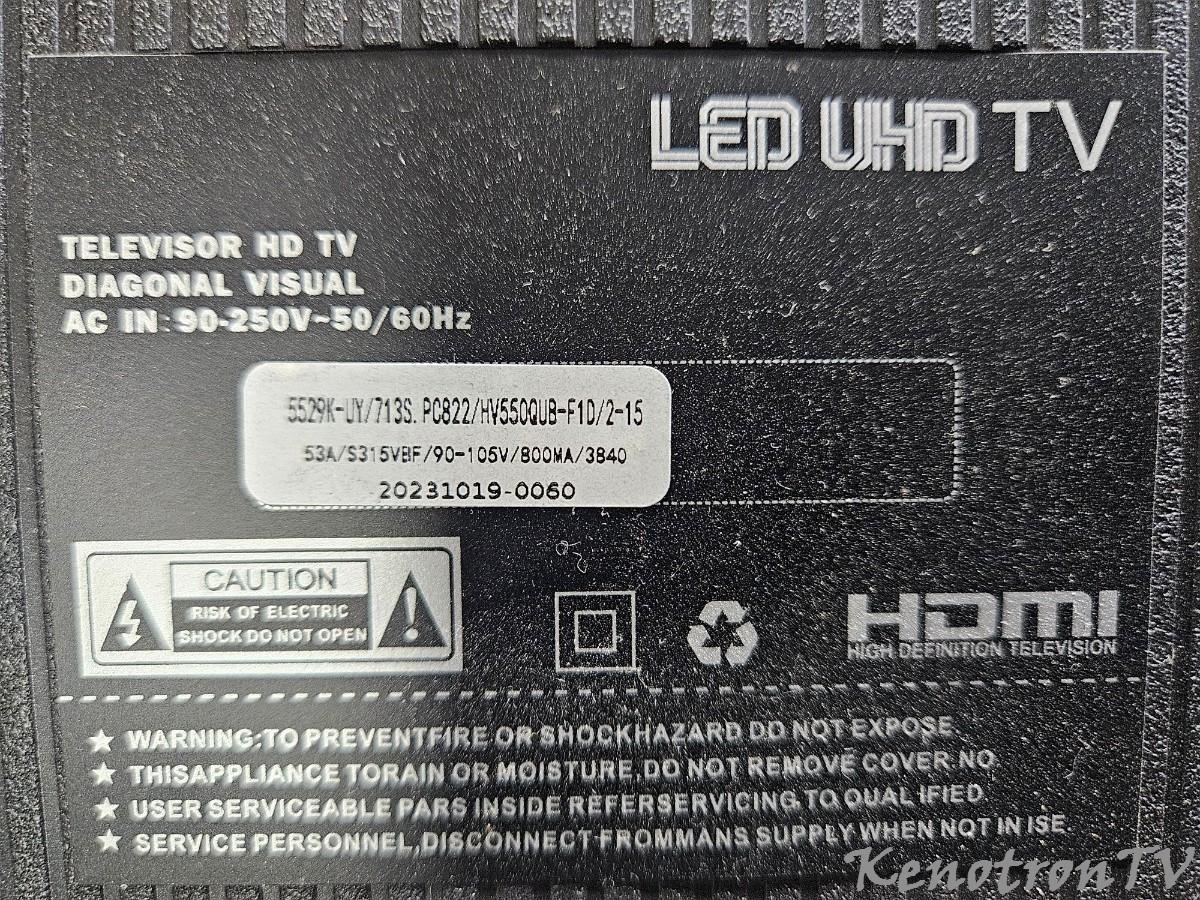 LED UHD TV
TELEVISOR HD TV
DIAGONAL VISUAL
AC IN:90-250V~50/60Hz
5529K-UY/713S.PC822/HV550QUB-F1D/2-15
53A/S315VBF/90-105V/800MA/3840
20231019-0060
CAUTION
RISK OF ELECTRIC
SHOCK DO NOT OPEN
HDMI
HIGH DEFINITION TELEVISION
★ WARNING:TO PREVENTFIRE OR SHOCKHAZARD DD NOT EXPOSE
★ THISAPPLIANCE TORAIN OR MOISTURE,DO NOT REMOVE COVER.NO
★ USER SERVICEABLE PARS INSIDE REFERSERVICING.TO QUAL IFIED
★ SERVICE PERSONNEL,DISCONNECT FROMMANS SUPPLY WHEN NOT IN ISE
KenotronTV